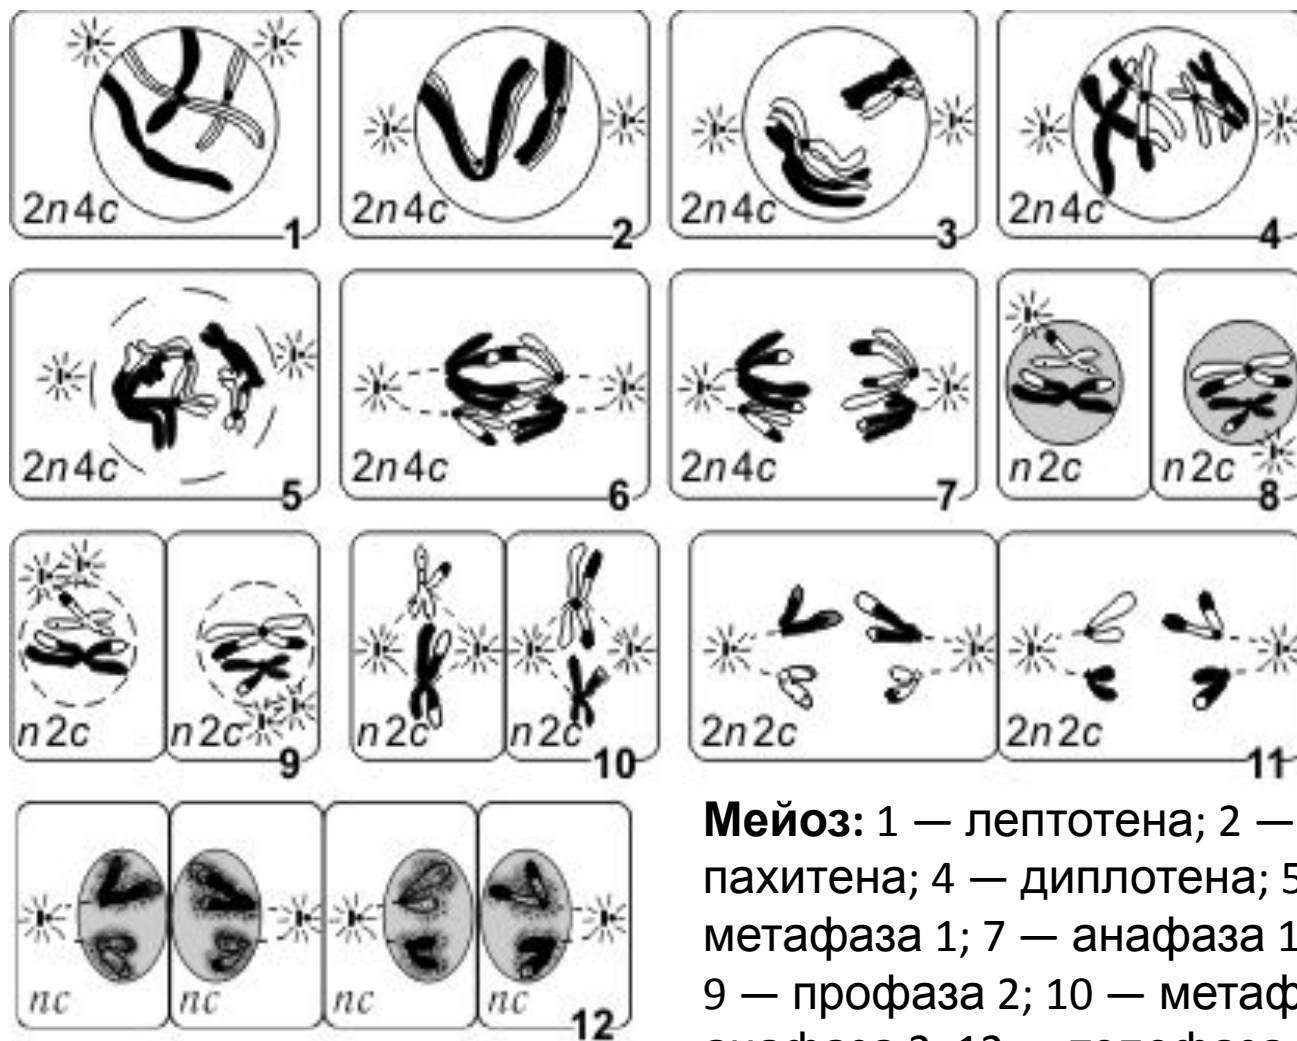 2n4c 1
2n4c 2
2n4c 3
2n4c 4
2n4c 5
2n4c 6
2n4c 7
n2c n2c 8
n2c n2c 9
n2c n2c 10
2n2c 2n2c 11
nc nc nc nc 12
Мейоз: 1 — лептотена; 2 —
пахитена; 4 — диплотена; 5
метафаза 1; 7 — анафаза 1
9 — профаза 2; 10 — метаф